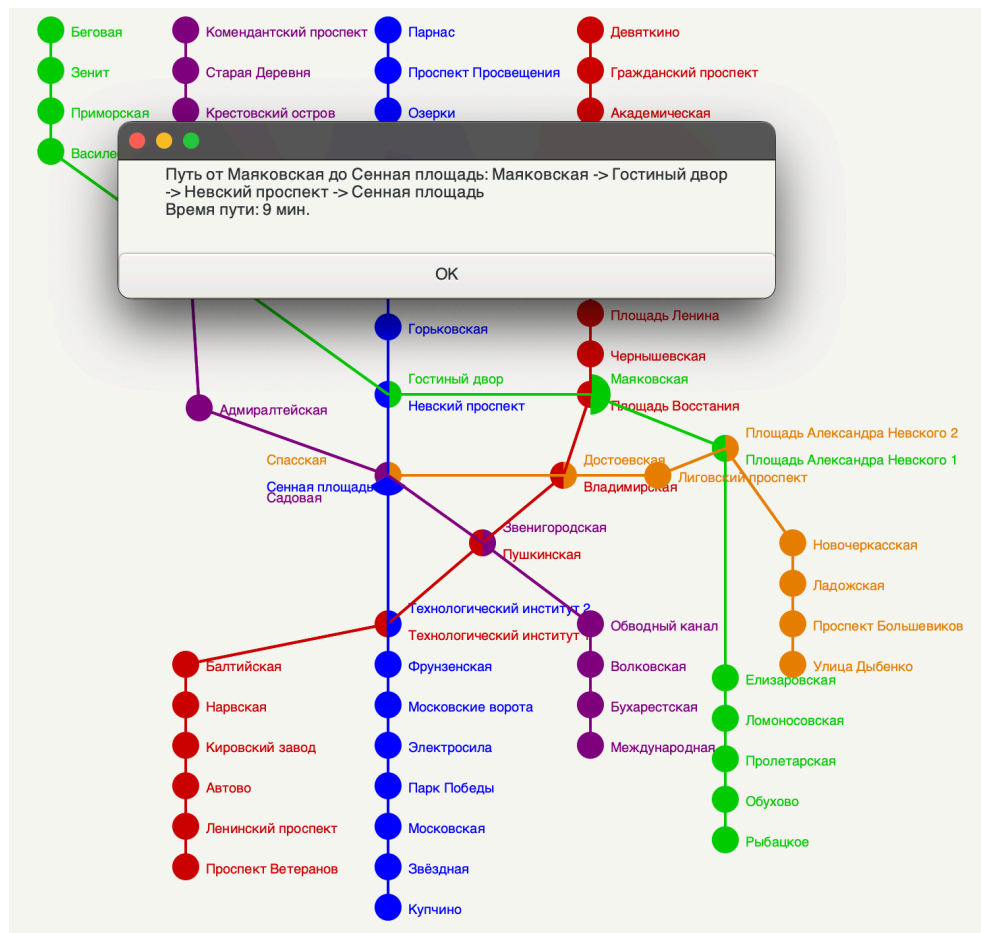 Беговая
Комендантский проспект
Парнас
Девяткино
Зенит
Старая Деревня
Проспект Просвещения
Гражданский проспект
Приморская
Крестовский остров
Озерки
Академическая
Василе
Путь от Маяковская до Сенная площадь: Маяковская -> Гостиный двор
-> Невский проспект -> Сенная площадь
Время пути: 9 мин.
OK
Площадь Ленина
Горьковская
Чернышевская
Гостиный двор
Маяковская
Невский проспект
Площадь Восстания
Адмиралтейская
Площадь Александра Невского 2
Спасская
Достоевская
Площадь Александра Невского 1
Лиговский проспект
Сенная площадь
Владимирская
Садовая
Звенигородская
Новочеркасская
Пушкинская
Ладожская
Технологический институт 2
Обводный канал
Проспект Большевиков
Технологический институт 1
Балтийская
Фрунзенская
Волковская
Улица Дыбенко
Елизаровская
Нарвская
Московские ворота
Бухарестская
Ломоносовская
Кировский завод
Электросила
Международная
Пролетарская
Автово
Парк Победы
Обухово
Ленинский проспект
Московская
Рыбацкое
Проспект Ветеранов
Звёздная
Купчино